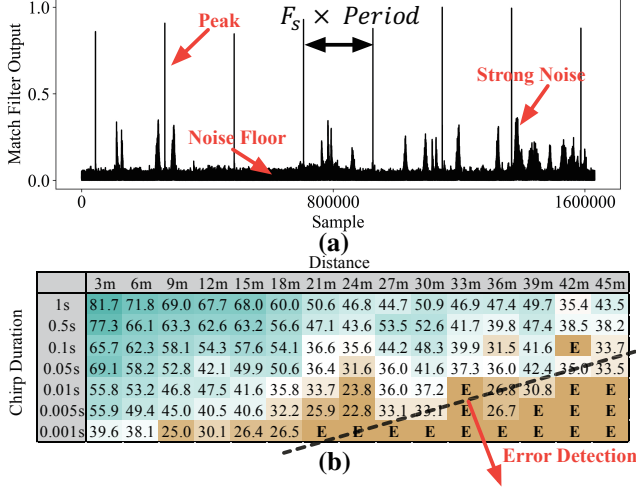 1.0
0.5
0.0
Match Filter Output
Peak
F_s × Period
Strong Noise
Noise Floor
0 800000 1600000
Sample
(a)
Distance
3m 6m 9m 12m 15m 18m 21m 24m 27m 30m 33m 36m 39m 42m 45m
Chirp Duration
1s 81.7 71.8 69.0 67.7 68.0 60.0 50.6 46.8 44.7 50.9 46.9 47.4 49.7 35.4 43.5
0.5s 77.3 66.1 63.3 62.6 63.2 56.6 47.1 43.6 53.5 52.6 41.7 39.8 47.4 38.5 38.2
0.1s 65.7 62.3 58.1 54.3 57.6 54.1 36.6 35.6 44.2 48.3 39.9 31.5 41.6 E 33.7
0.05s 69.1 58.2 52.8 42.1 49.9 50.6 36.4 31.6 36.0 41.6 37.3 36.0 42.4 35.0 33.5
0.01s 55.8 53.2 46.8 47.5 41.6 35.8 33.7 23.8 36.0 37.2 E 26.8 30.8 E E
0.005s 55.9 49.4 45.0 40.5 40.6 32.2 25.9 22.8 33.1 33.1 E 26.7 E E E
0.001s 39.6 38.1 25.0 30.1 26.4 26.5 E E E E E E E E E
(b)
Error Detection